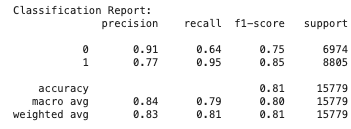 Classification Report:
precision recall f1-score support
0 0.91 0.64 0.75 6974
1 0.77 0.95 0.85 8805
accuracy 0.81 15779
macro avg 0.84 0.79 0.80 15779
weighted avg 0.83 0.81 0.81 15779